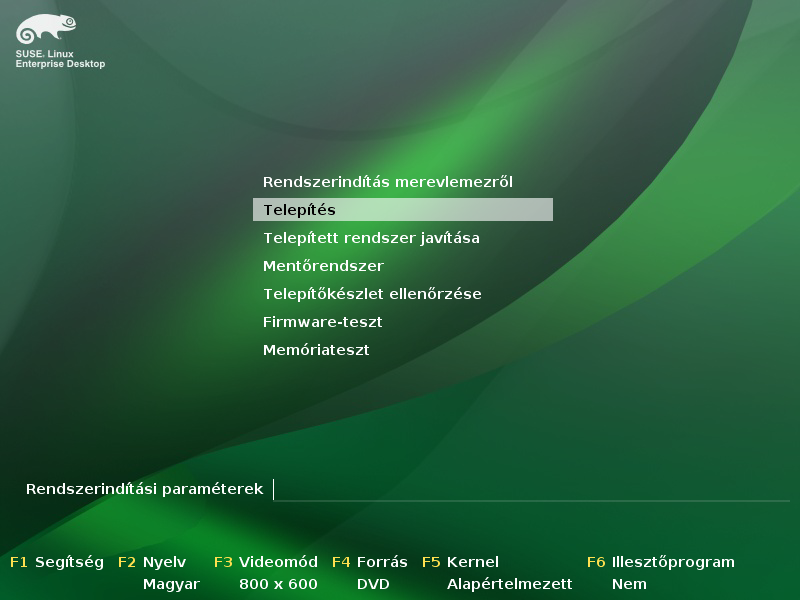 SUSE. Linux
Enterprise Desktop
Rendszerindítás merevlemezről
Telepítés
Telepített rendszer javítása
Mentőrendszer
Telepítőkészlet ellenőrzése
Firmware-teszt
Memóriateszt
Rendszerindítási paraméterek
F1 Segítség F2 Nyelv F3 Videomód F4 Forrás F5 Kernel F6 Illesztőprogram
Magyar 800 x 600 DVD Alapértelmezett Nem